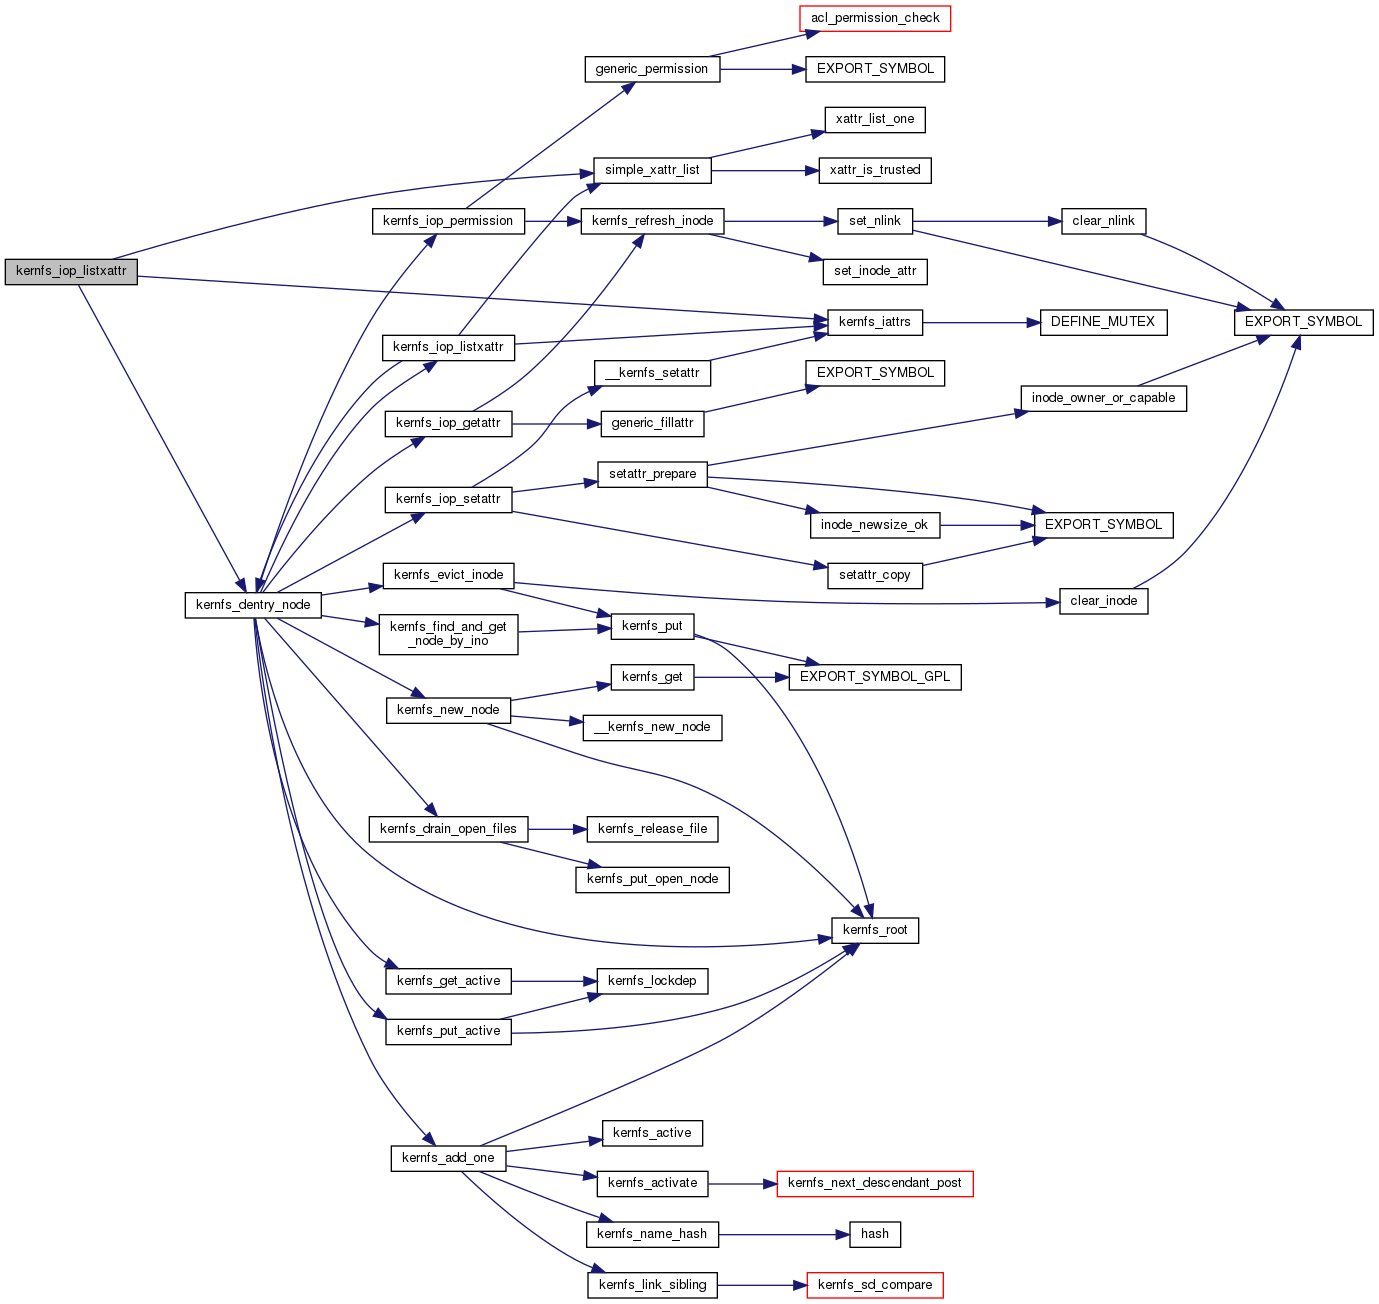 acl_permission_check
generic_permission
EXPORT_SYMBOL
xattr_list_one
simple_xattr_list
xattr_is_trusted
kernfs_iop_permission
kernfs_refresh_inode
set_nlink
clear_nlink
kernfs_iop_listxattr
set_inode_attr
kernfs_iattrs
DEFINE_MUTEX
EXPORT_SYMBOL
kernfs_iop_listxattr
__kernfs_setattr
EXPORT_SYMBOL
inode_owner_or_capable
kernfs_iop_getattr
generic_fillattr
setattr_prepare
kernfs_iop_setattr
inode_newsize_ok
EXPORT_SYMBOL
kernfs_evict_inode
setattr_copy
kernfs_dentry_node
clear_inode
kernfs_find_and_get
_node_by_ino
kernfs_put
kernfs_get
EXPORT_SYMBOL_GPL
kernfs_new_node
__kernfs_new_node
kernfs_drain_open_files
kernfs_release_file
kernfs_put_open_node
kernfs_root
kernfs_get_active
kernfs_lockdep
kernfs_put_active
kernfs_active
kernfs_add_one
kernfs_activate
kernfs_next_descendant_post
kernfs_name_hash
hash
kernfs_link_sibling
kernfs_sd_compare